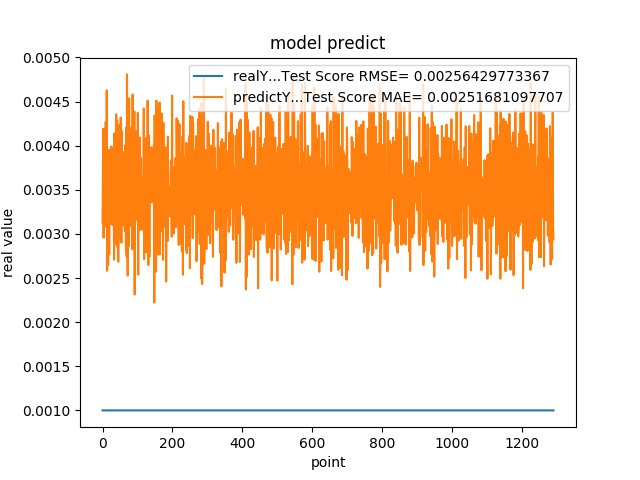 model predict
realY...Test Score RMSE= 0.00256429773367
predictY...Test Score MAE= 0.00251681097707
0.0050
0.0045
0.0040
0.0035
0.0030
0.0025
0.0020
0.0015
0.0010
real value
0 200 400 600 800 1000 1200
point